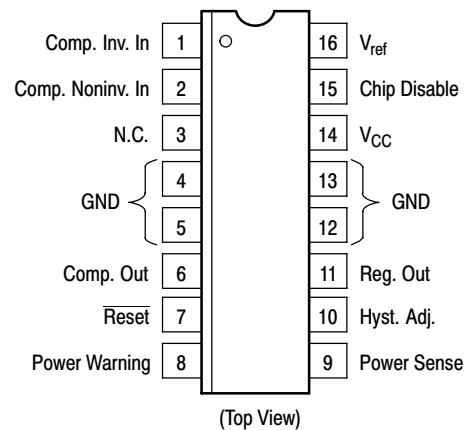 Comp. Inv. In 1 16 Vref
Comp. Noninv. In 2 15 Chip Disable
N.C. 3 14 VCC
4 13
GND GND
5 12
Comp. Out 6 11 Reg. Out
Reset 7 10 Hyst. Adj.
Power Warning 8 9 Power Sense
(Top View)